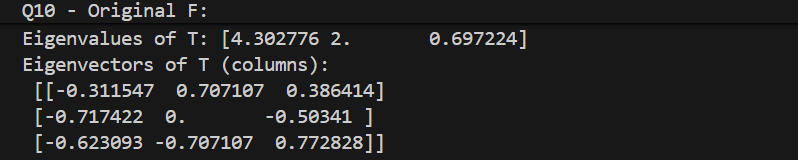 Q10 - Original F:
Eigenvalues of T: [4.302776 2.       0.697224]
Eigenvectors of T (columns):
 [[-0.311547  0.707107  0.386414]
 [-0.717422  0.       -0.50341 ]
 [-0.623093 -0.707107  0.772828]]